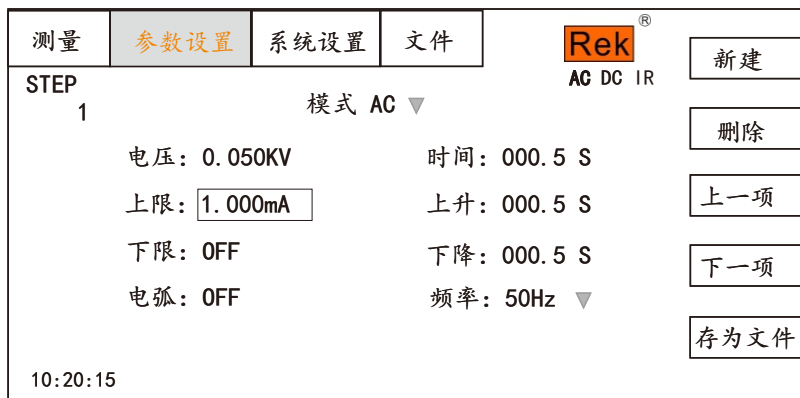 测量 参数设置 系统设置 文件 Rek®
AC DC IR
STEP
1
模式 AC ▼
电压: 0.050KV 时间: 000.5 S
上限: 1.000mA 上升: 000.5 S
下限: OFF 下降: 000.5 S
电弧: OFF 频率: 50Hz ▼
10:20:15
新建
删除
上一项
下一项
存为文件